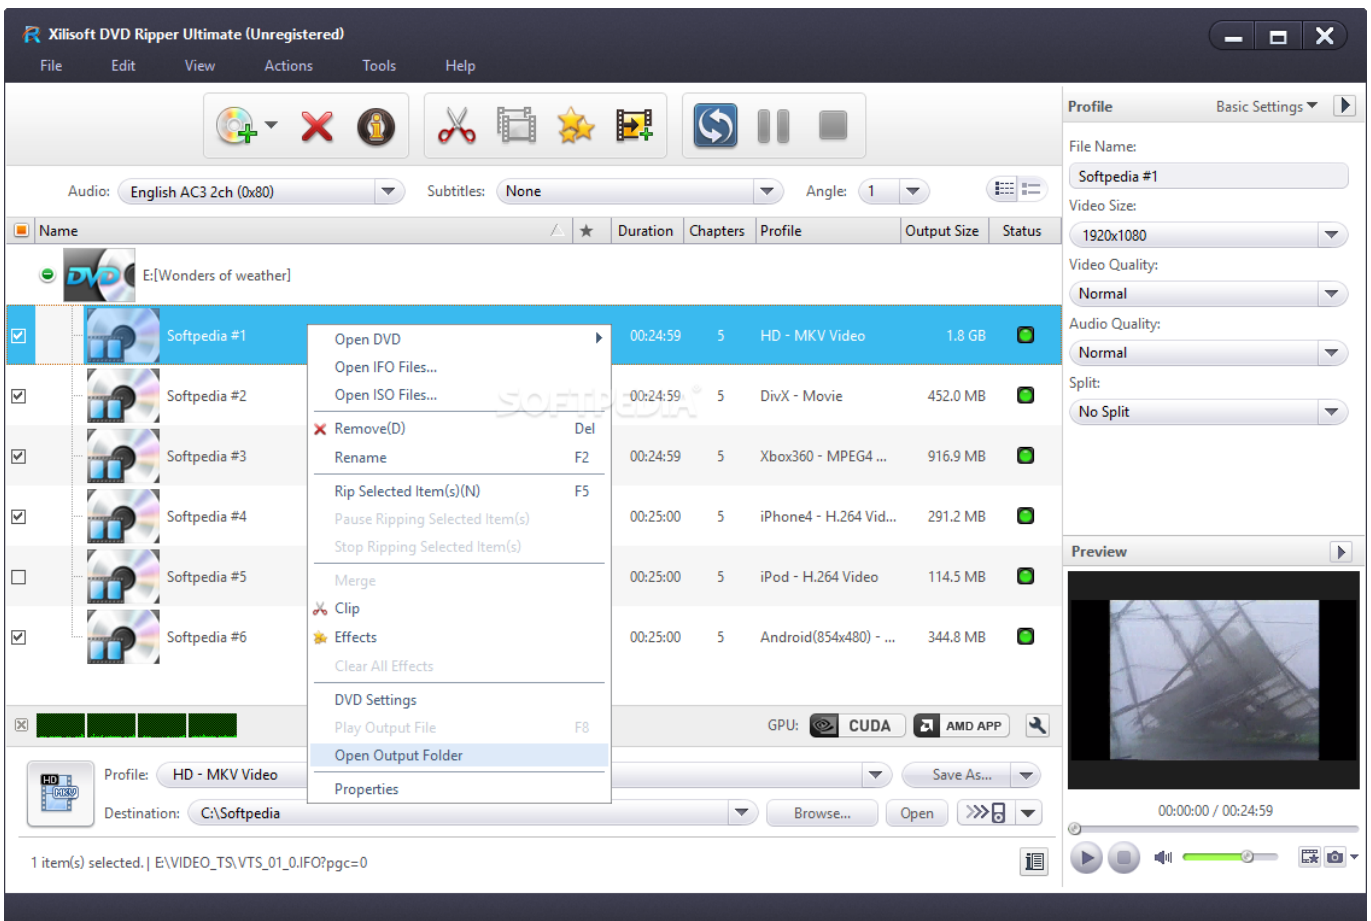 Xilisoft DVD Ripper Ultimate (Unregistered)
File Edit View Actions Tools Help
Audio: English AC3 2ch (0x80) Subtitles: None Angle: 1
Name Duration Chapters Profile Output Size Status
DVD E:[Wonders of weather]
Softpedia #1 00:24:59 5 HD - MKV Video 1.8 GB
Softpedia #2 00:24:59 5 DivX - Movie 452.0 MB
Softpedia #3 00:24:59 5 Xbox360 - MPEG4 ... 916.9 MB
Softpedia #4 00:25:00 5 iPhone4 - H.264 Vid... 291.2 MB
Softpedia #5 00:25:00 5 iPod - H.264 Video 114.5 MB
Softpedia #6 00:25:00 5 Android(854x480) - ... 344.8 MB
Open DVD
Open IFO Files...
Open ISO Files...
SOFTPEDIA
Remove(D) Del
Rename F2
Rip Selected Item(s)(N) F5
Pause Ripping Selected Item(s)
Stop Ripping Selected Item(s)
Merge
Clip
Effects
Clear All Effects
DVD Settings
Play Output File F8
Open Output Folder
Properties
GPU: CUDA AMD APP
HD MKV
Profile: HD - MKV Video Save As...
Destination: C:\Softpedia Browse... Open
1 item(s) selected. | E:\VIDEO_TS\VTS_01_0.IFO?pgc=0
Profile Basic Settings
File Name:
Softpedia #1
Video Size:
1920x1080
Video Quality:
Normal
Audio Quality:
Normal
Split:
No Split
Preview
00:00:00 / 00:24:59